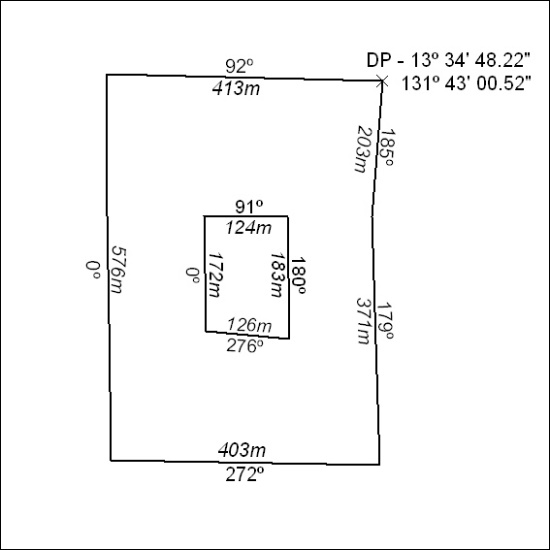 92º
413m
DP - 13º 34' 48.22"
131º 43' 00.52"
185º
203m
91º
124m
0º
576m
0º
172m
183m
180º
179º
371m
126m
276º
403m
272º